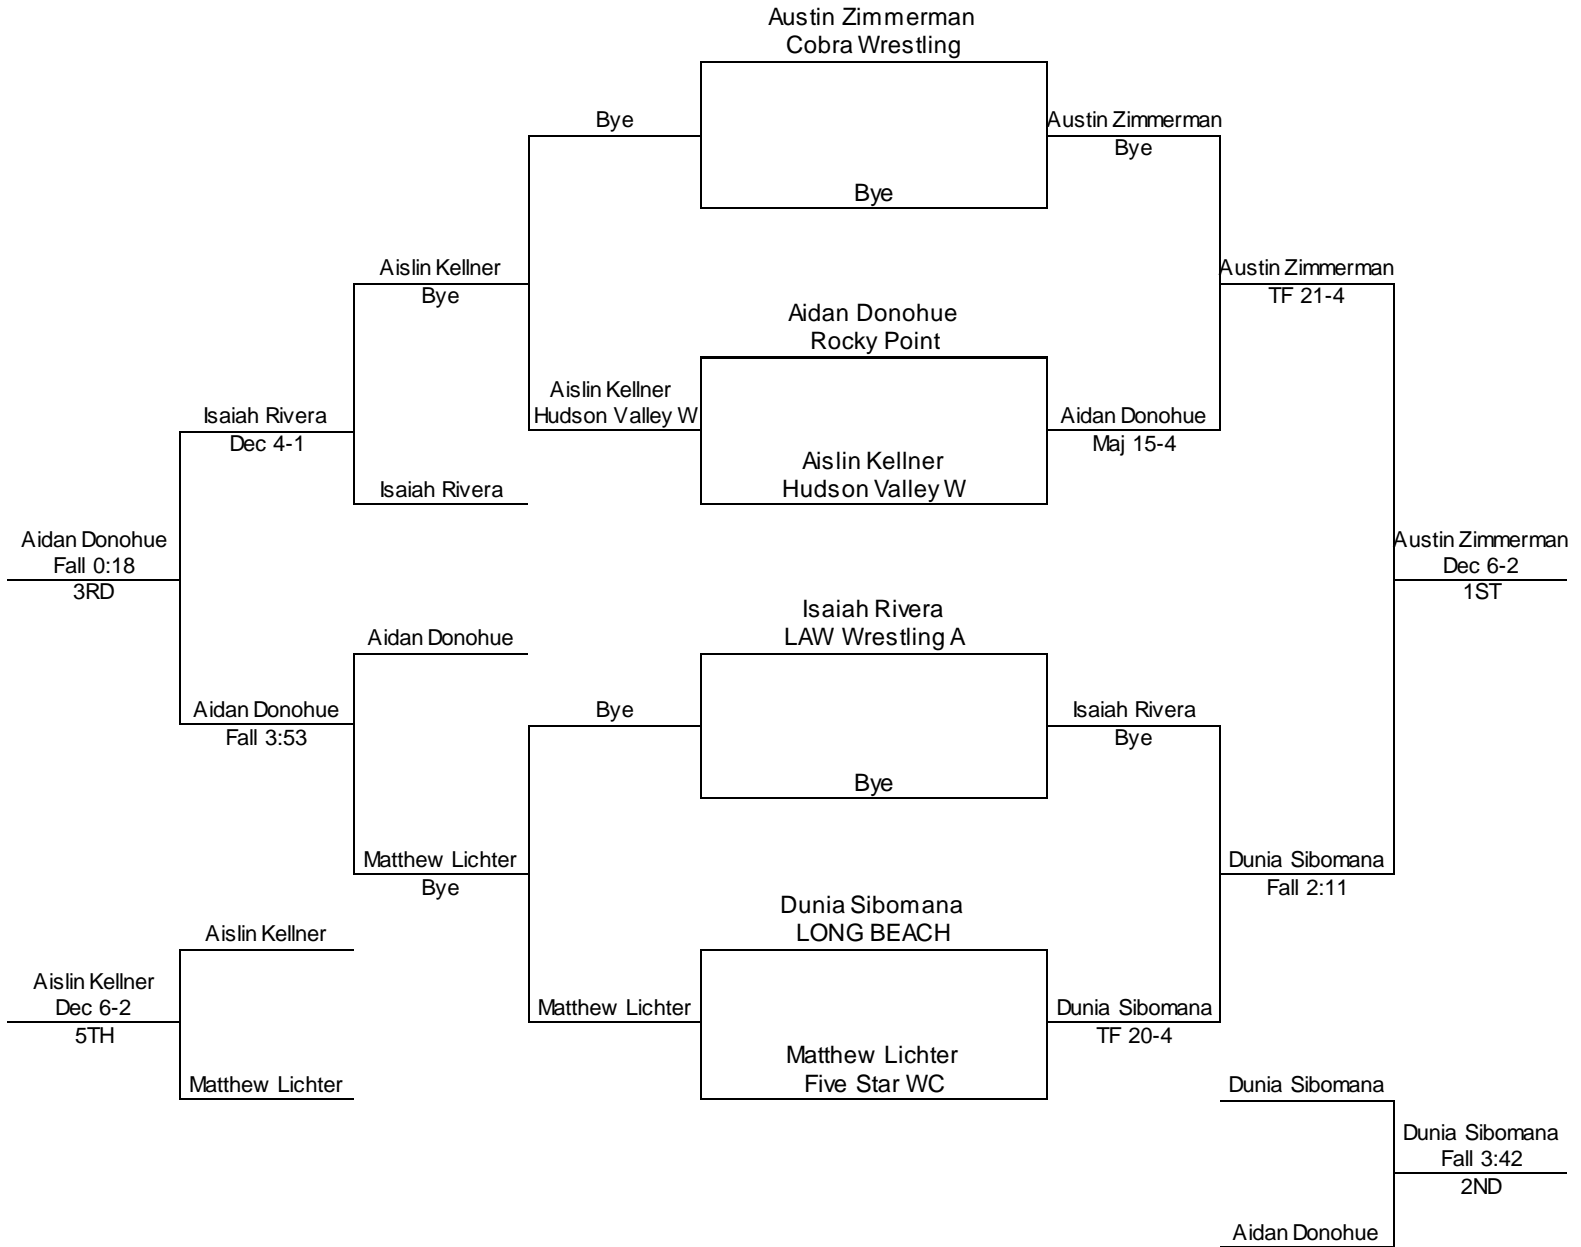 Austin Zimmerman
Cobra Wrestling
Bye
Austin Zimmerman
Bye
Bye
Aislin Kellner
Bye
Austin Zimmerman
TF 21-4
Aidan Donohue
Rocky Point
Aislin Kellner
Hudson Valley W
Isaiah Rivera
Dec 4-1
Aidan Donohue
Maj 15-4
Aislin Kellner
Hudson Valley W
Isaiah Rivera
Aidan Donohue
Fall 0:18
3RD
Austin Zimmerman
Dec 6-2
1ST
Isaiah Rivera
LAW Wrestling A
Aidan Donohue
Aidan Donohue
Fall 3:53
Bye
Isaiah Rivera
Bye
Bye
Matthew Lichter
Bye
Dunia Sibomana
Fall 2:11
Dunia Sibomana
LONG BEACH
Aislin Kellner
Aislin Kellner
Dec 6-2
5TH
Matthew Lichter
Dunia Sibomana
TF 20-4
Matthew Lichter
Five Star WC
Matthew Lichter
Dunia Sibomana
Dunia Sibomana
Fall 3:42
2ND
Aidan Donohue